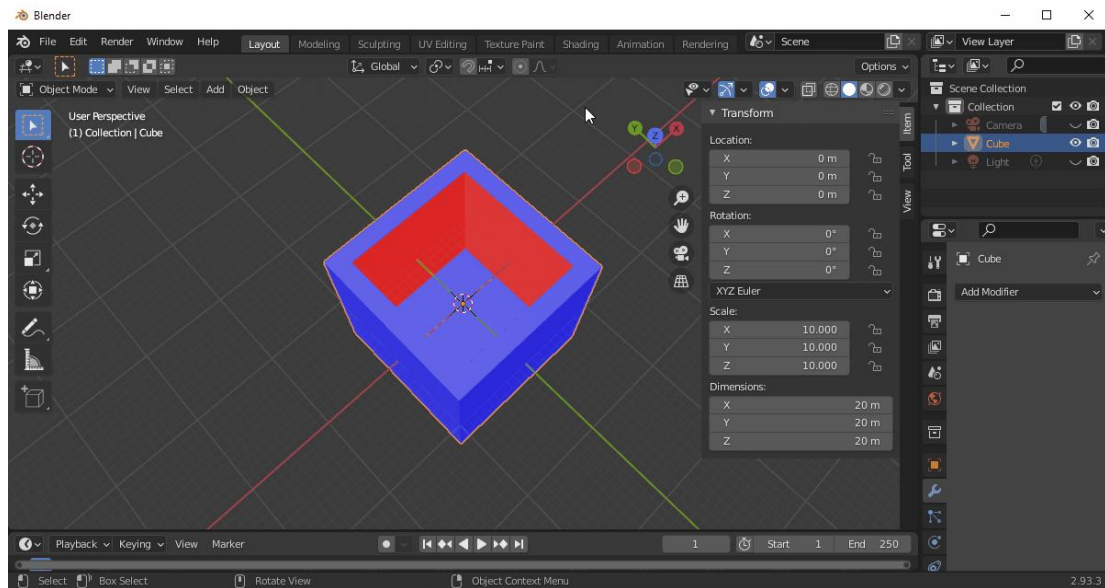 Blender
File Edit Render Window Help Layout Modeling Sculpting UV Editing Texture Paint Shading Animation Rendering Scene View Layer
Global Options
Object Mode View Select Add Object
User Perspective
(1) Collection | Cube
Y Z X
Transform
Location:
X 0 m
Y 0 m
Z 0 m
Rotation:
X 0°
Y 0°
Z 0°
XYZ Euler
Scale:
X 10.000
Y 10.000
Z 10.000
Dimensions:
X 20 m
Y 20 m
Z 20 m
Item
Tool
View
Scene Collection
Collection
Camera
Cube
Light
Cube
Add Modifier
Playback Keying View Marker 1 Start 1 End 250
Select Box Select Rotate View Object Context Menu 2.93.3